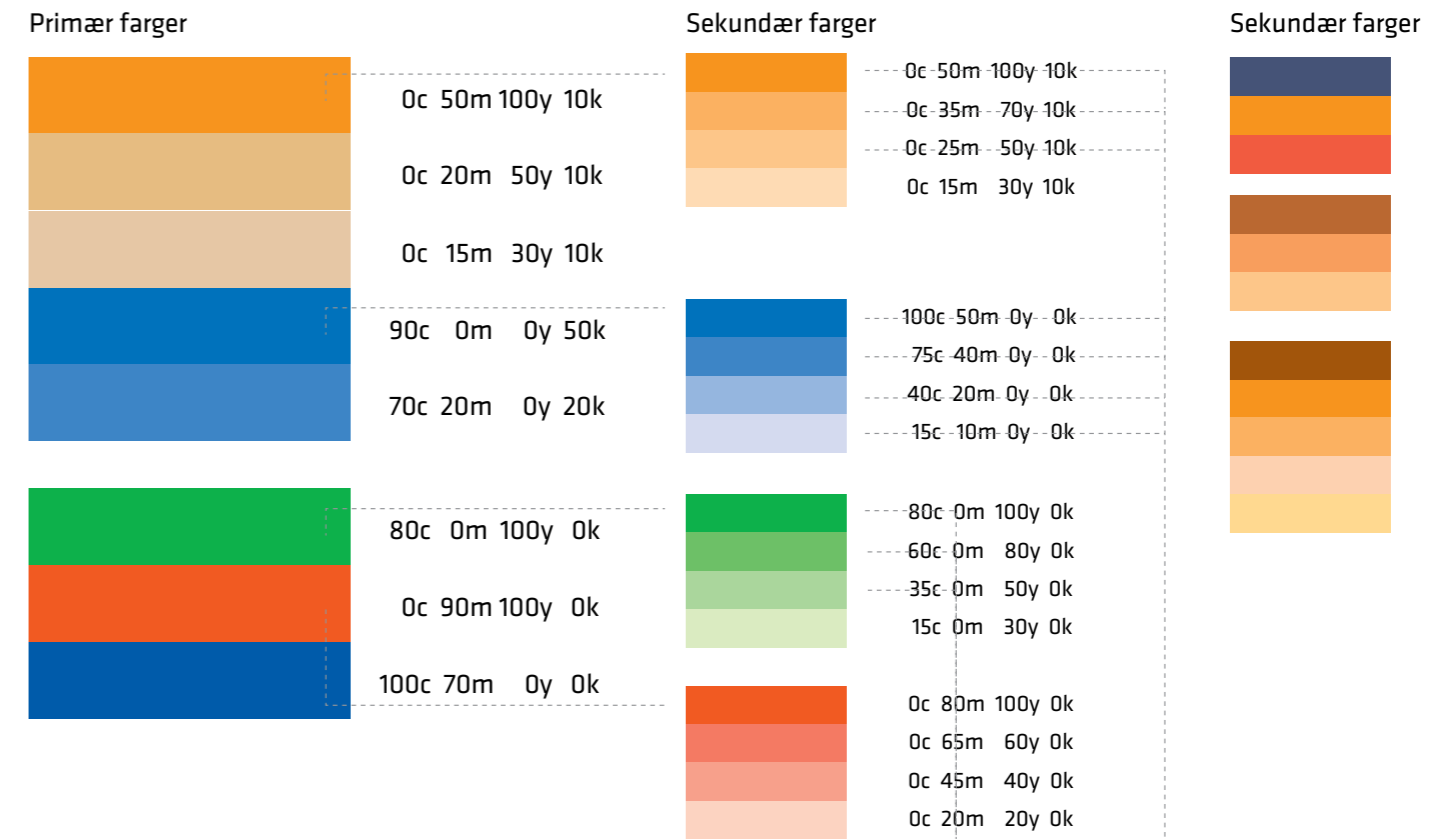 Primær farger
0c 50m 100y 10k
0c 20m 50y 10k
0c 15m 30y 10k
90c 0m 0y 50k
70c 20m 0y 20k
80c 0m 100y 0k
0c 90m 100y 0k
100c 70m 0y 0k
Sekundær farger
0c 50m 100y 10k
0c 35m 70y 10k
0c 25m 50y 10k
0c 15m 30y 10k
100c 50m 0y 0k
75c 40m 0y 0k
40c 20m 0y 0k
15c 10m 0y 0k
80c 0m 100y 0k
60c 0m 80y 0k
35c 0m 50y 0k
15c 0m 30y 0k
0c 80m 100y 0k
0c 65m 60y 0k
0c 45m 40y 0k
0c 20m 20y 0k
Sekundær farger